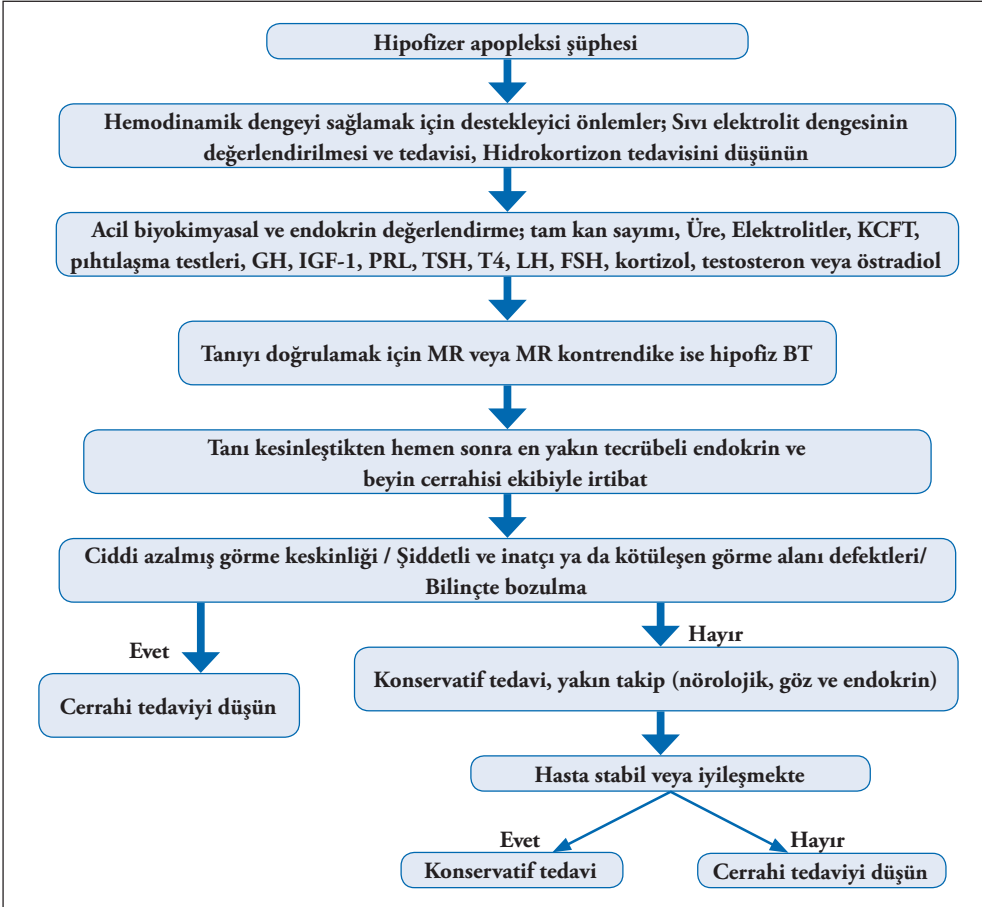 Hipofizer apopleksi şüphesi
Hemodinamik dengeyi sağlamak için destekleyici önlemler; Sıvı elektrolit dengesinin
değerlendirilmesi ve tedavisi, Hidrokortizon tedavisini düşünün
Acil biyokimyasal ve endokrin değerlendirme; tam kan sayımı, Üre, Elektrolitler, KCFT,
pıhtılaşma testleri, GH, IGF-1, PRL, TSH, T4, LH, FSH, kortizol, testosteron veya östradiol
Tanıyı doğrulamak için MR veya MR kontrendike ise hipofiz BT
Tanı kesinleştikten hemen sonra en yakın tecrübeli endokrin ve
beyin cerrahisi ekibiyle irtibat
Ciddi azalmış görme keskinliği / Şiddetli ve inatçı ya da kötüleşen görme alanı defektleri/
Bilinçte bozulma
Evet
Hayır
Cerrahi tedaviyi düşün
Konservatif tedavi, yakın takip (nörolojik, göz ve endokrin)
Hasta stabil veya iyileşmekte
Evet
Hayır
Konservatif tedavi
Cerrahi tedaviyi düşün